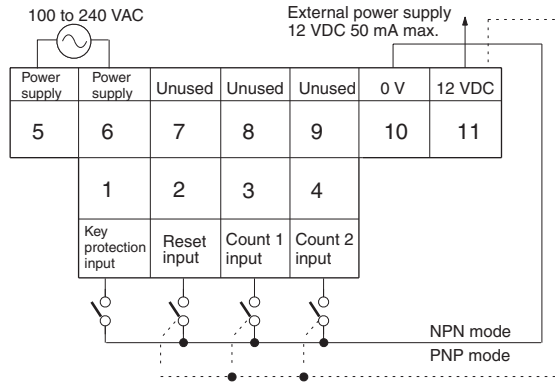 100 to 240 VAC
External power supply
12 VDC 50 mA max.
Power supply
Power supply
Unused
Unused
Unused
0 V
12 VDC
5
6
7
8
9
10
11
1
2
3
4
Key protection input
Reset input
Count 1 input
Count 2 input
NPN mode
PNP mode